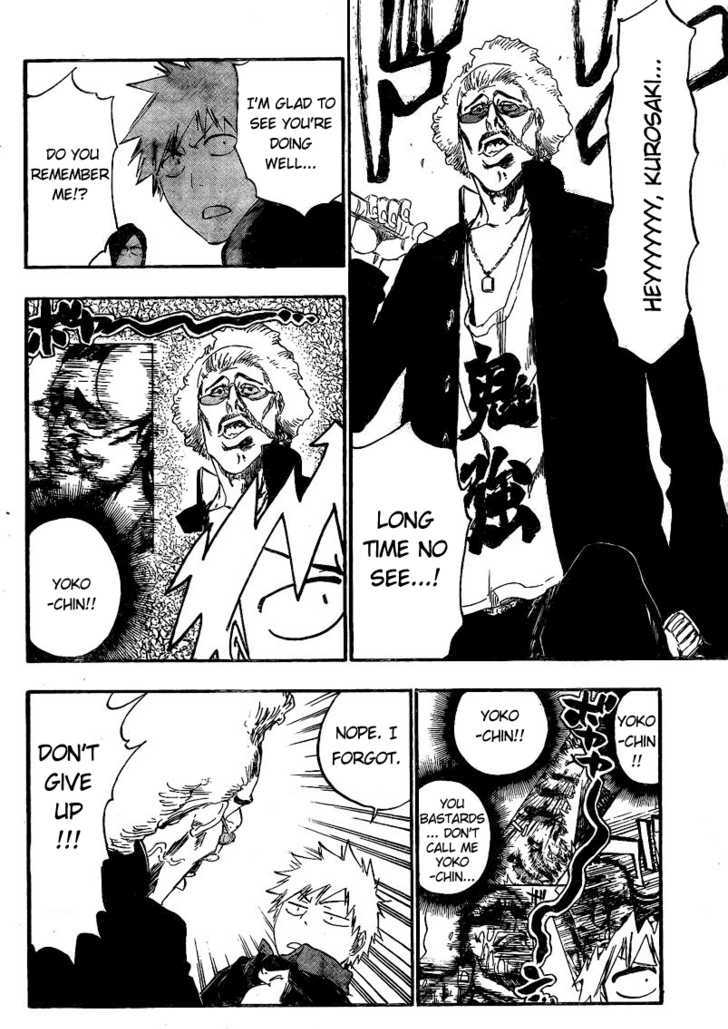 HEYYYYYYY, KUROSAKI...
鬼
強
LONG
TIME NO
SEE...!
I'M GLAD TO
SEE YOU'RE
DOING
WELL...
DO YOU
REMEMBER
ME!?
YOKO
-CHIN!!
YOKO
-CHIN
!!
YOKO
-CHIN!!
YOU
BASTARDS
... DON'T
CALL ME
YOKO
-CHIN...
NOPE. I
FORGOT.
DON'T
GIVE
UP
!!!